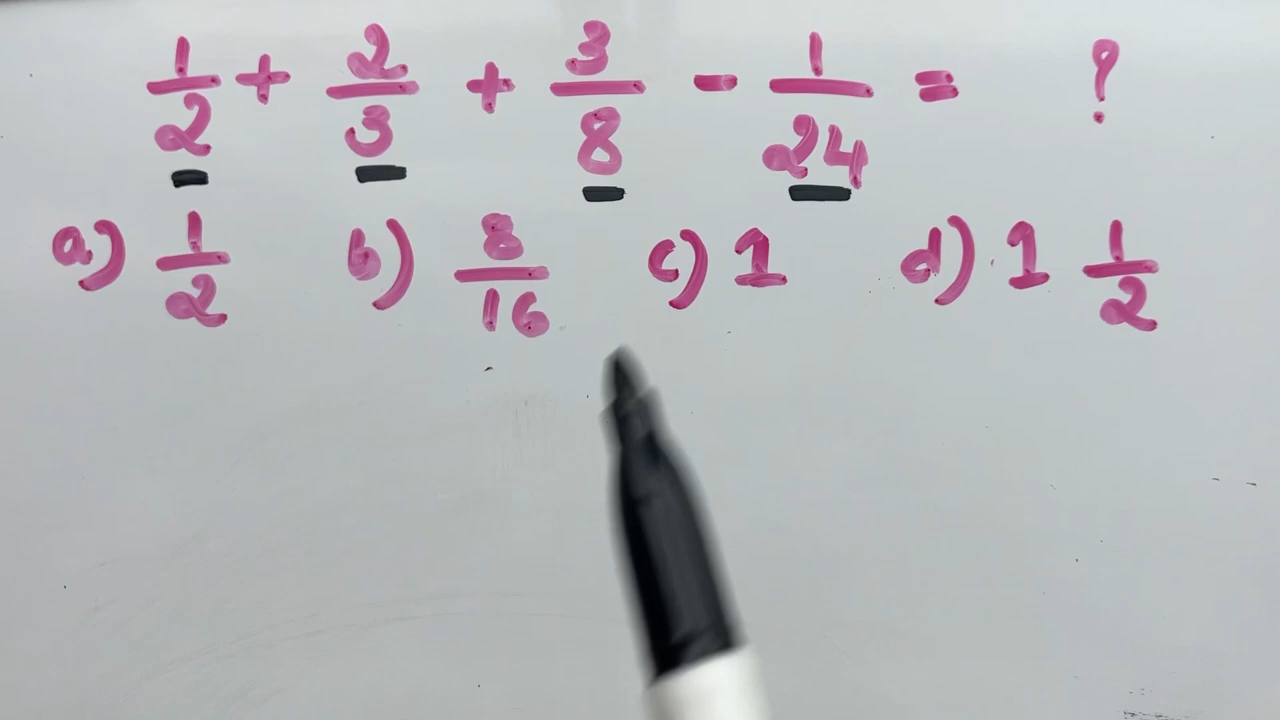 1/2 + 2/3 + 3/8 - 1/24 = ?
a) 1/2 b) 8/16 c) 1 d) 1 1/2